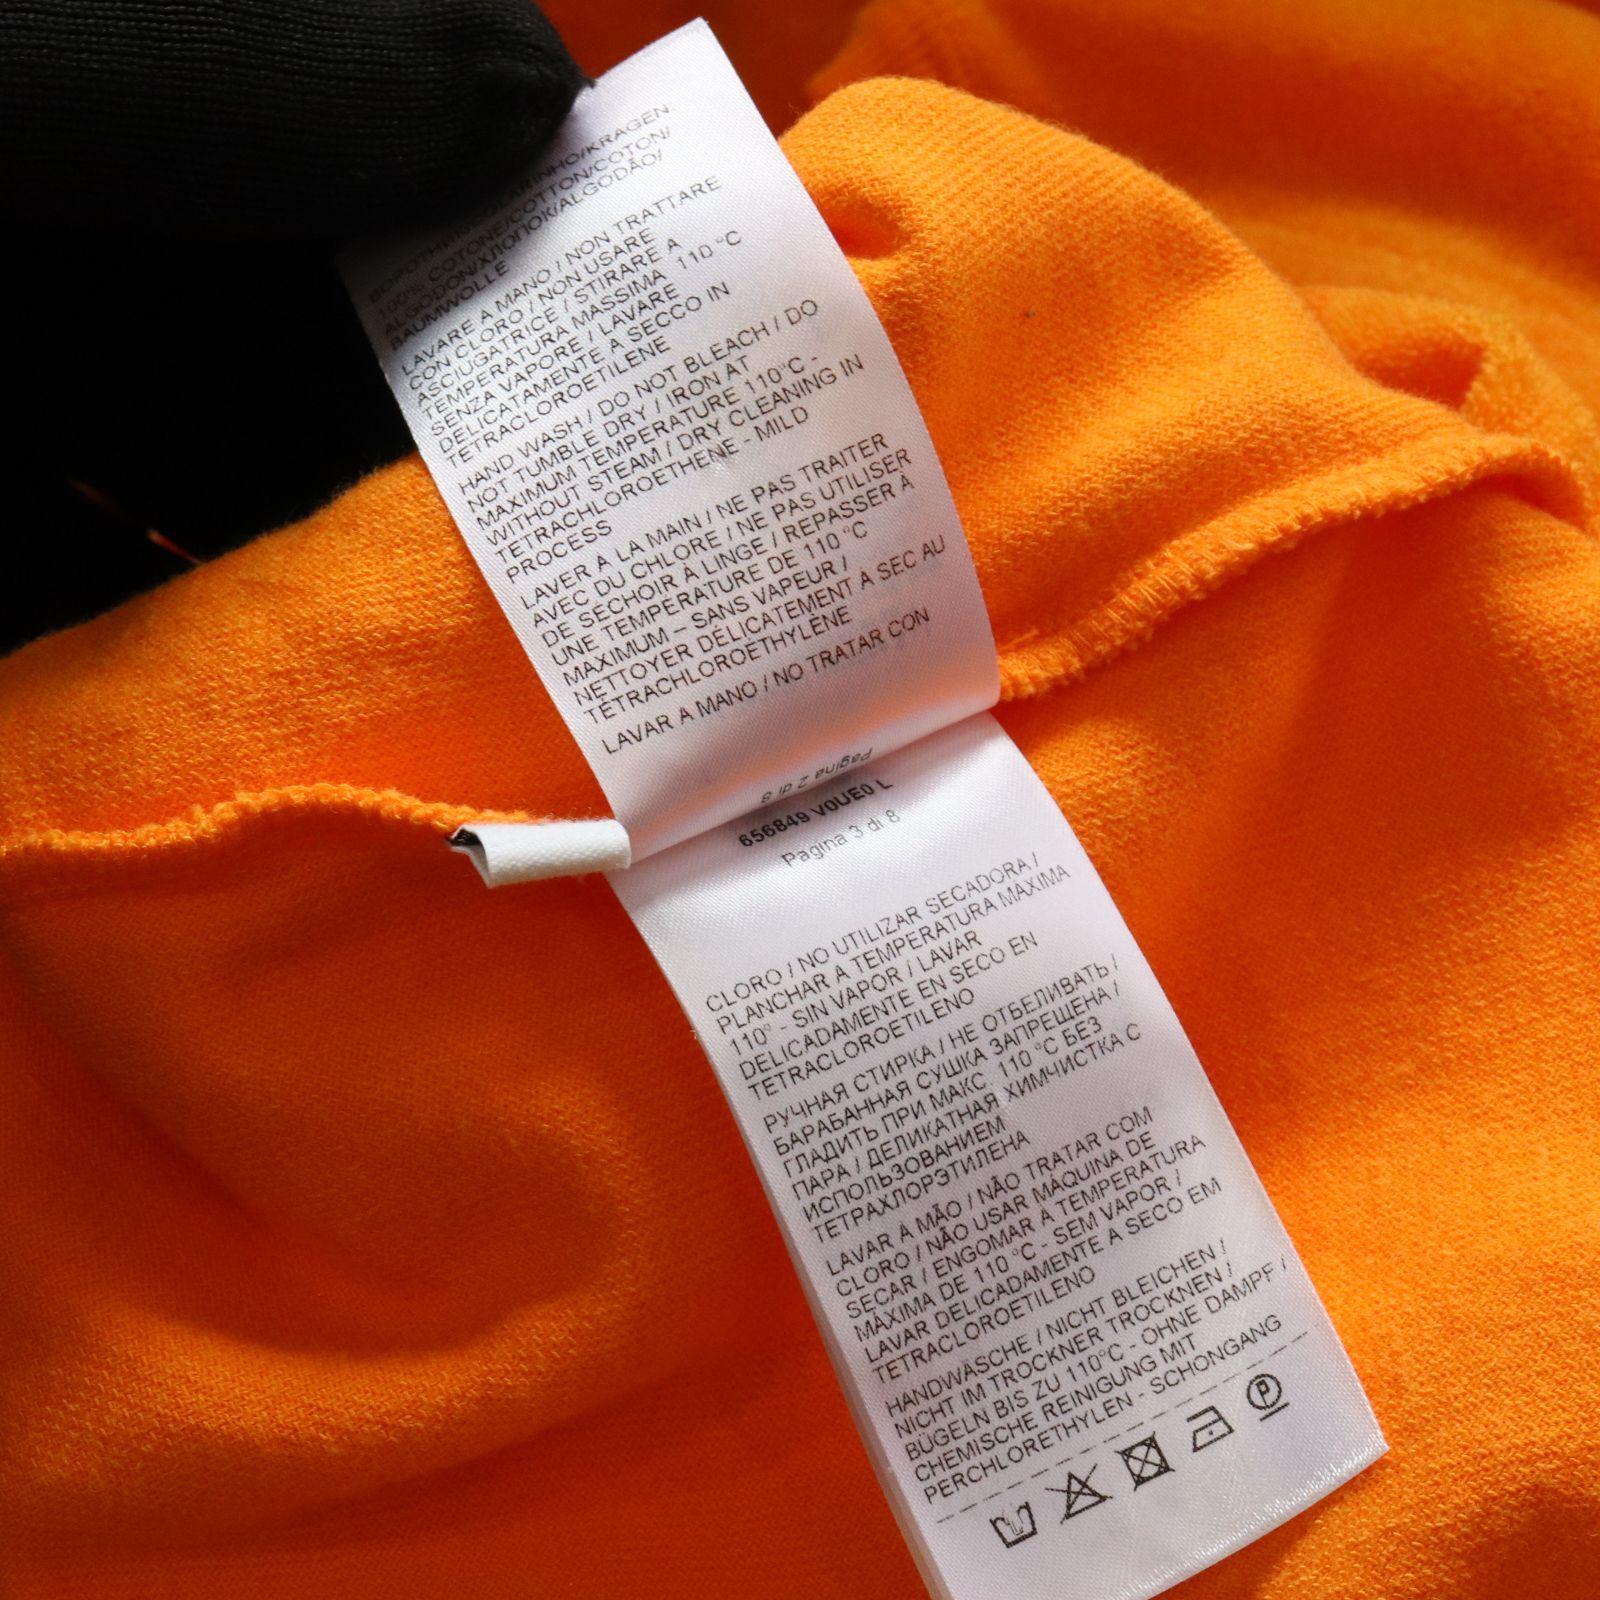 ВОРОТНИК/COLARINHO/KRAGEN:
100% COTONE/COTTON/COTON/
ALGODON/ХЛОПОК/ALGODÃO/
BAUMWOLLE
LAVARE A MANO / NON TRATTARE
CON CLORO / NON USARE
ASCIUGATRICE / STIRARE A
TEMPERATURA MASSIMA 110 °C
SENZA VAPORE / LAVARE
DELICATAMENTE A SECCO IN
TETRACLOROETILENE
HAND WASH / DO NOT BLEACH / DO
NOT TUMBLE DRY / IRON AT
MAXIMUM TEMPERATURE 110°C -
WITHOUT STEAM / DRY CLEANING IN
TETRACHLOROETHENE - MILD
PROCESS
LAVER A LA MAIN / NE PAS TRAITER
AVEC DU CHLORE / NE PAS UTILISER
DE SÉCHOIR À LINGE / REPASSER À
UNE TEMPERATURE DE 110 °C
MAXIMUM – SANS VAPEUR /
NETTOYER DÉLICATEMENT A SEC AU
TÉTRACHLOROÉTHYLÈNE
LAVAR A MANO / NO TRATAR CON
Pagina 2 di 8
656849 V0UE0 L
Pagina 3 di 8
CLORO / NO UTILIZAR SECADORA /
PLANCHAR A TEMPERATURA MÁXIMA
110° - SIN VAPOR / LAVAR
DELICADAMENTE EN SECO EN
TETRACLOROETILENO
РУЧНАЯ СТИРКА / НЕ ОТБЕЛИВАТЬ /
БАРАБАННАЯ СУШКА ЗАПРЕЩЕНА /
ГЛАДИТЬ ПРИ МАКС. 110 °C БЕЗ
ПАРА / ДЕЛИКАТНАЯ ХИМЧИСТКА С
ИСПОЛЬЗОВАНИЕМ
ТЕТРАХЛОРЭТИЛЕНА
LAVAR A MÃO / NÃO TRATAR COM
CLORO / NÃO USAR MÁQUINA DE
SECAR / ENGOMAR A TEMPERATURA
MÁXIMA DE 110 °C - SEM VAPOR /
LAVAR DELICADAMENTE A SECO EM
TETRACLOROETILENO
HANDWÄSCHE / NICHT BLEICHEN /
NICHT IM TROCKNER TROCKNEN /
BÜGELN BIS ZU 110°C - OHNE DAMPF /
CHEMISCHE REINIGUNG MIT
PERCHLORETHYLEN - SCHONGANG
P